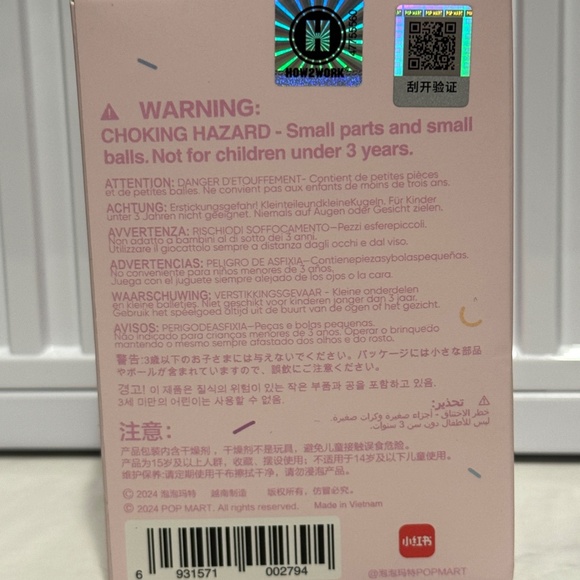 HOW2WORK
POP MART
刮开验证
WARNING:
CHOKING HAZARD - Small parts and small
balls. Not for children under 3 years.
ATTENTION: DANGER D'ETOUFFEMENT- Contient de petites pièces
et de petites balles. Ne convient pas aux enfants de moins de trois ans.
ACHTUNG: Erstickungsgefahr! KleinteileundkleineKugeln. Für Kinder
unter 3 Jahren nicht geeignet. Niemals auf Augen oder Gesicht zielen.
AVVERTENZA: RISCHIODI SOFFOCAMENTO-Pezzi esferepiccoli.
Non adatto a bambini al di sotto dei 3 anni.
Utilizzare il giocattolo sempre a distanza dagli occhi e dal viso.
ADVERTENCIAS: PELIGRO DE ASFIXIA-Contienepiezasybolaspequeñas.
No conveniente para niños menores de 3 años.
Juega con el juguete siempre alejado de los ojos o la cara.
WAARSCHUWING: VERSTIKKINGSGEVAAR - Kleine onderdelen
en kleine balletjes. Niet geschikt voor kinderen jonger dan 3 jaar.
Gebruik het speelgoed altijd uit de buurt van de ogen of het gezicht.
AVISOS: PERIGODEASFIXIA-Peças e bolas pequenas.
Não indicado para crianças menores de 3 anos. Operar o brinquedo
mantendo o mesmo sempre afastado dos olhos e do rosto.
警告:3歳以下のお子さまには与えないでください。パッケージには小さな部品
やボールが含まれていますので、誤飲にご注意ください。
경고! 이 제품은 질식의 위험이 있는 작은 부품과 공을 포함하고 있음.
3세 미만의 어린이는 사용할 수 없음.
تحذير:
خطر الاختناق - أجزاء صغيرة وكرات صغيرة.
ليس للأطفال دون سن 3 سنوات.
注意:
产品包装内含干燥剂，干燥剂不是玩具，避免儿童接触误食危险。
产品为15岁及以上人群，收藏、摆设使用；不适用于14岁及以下儿童使用。
维护保养:请定期使用干布擦拭干净，请勿浸泡产品。
© 2024 泡泡玛特 越南制造 版权所有，仿冒必究。
© 2024 POP MART. All rights reserved. Made in Vietnam
6 931571 002794
小红书
@泡泡玛特POPMART